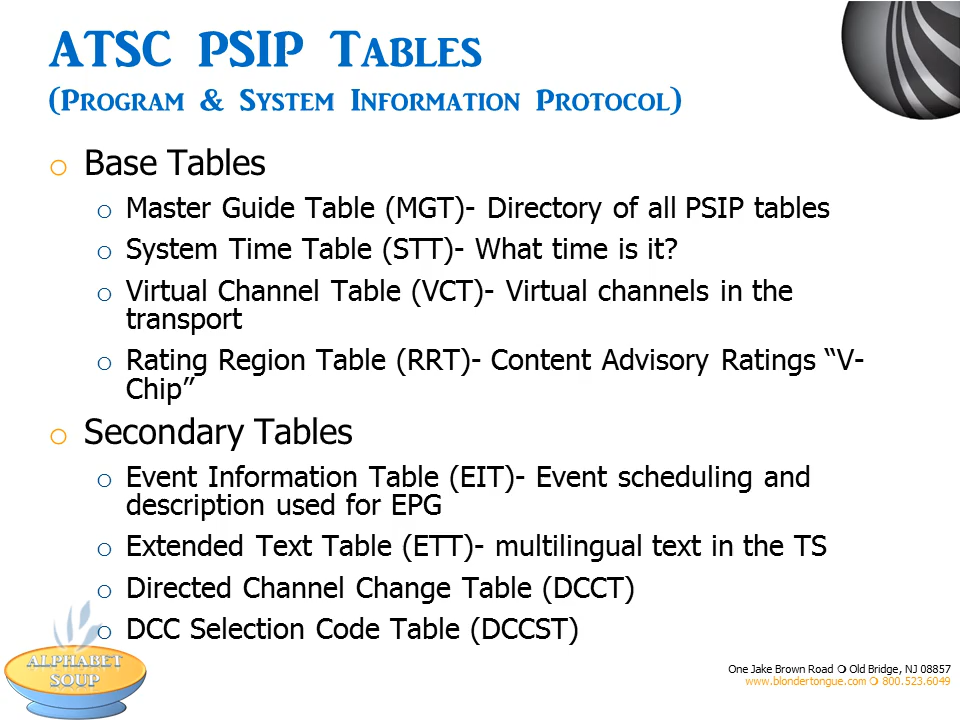 ATSC PSIP Tables
(Program & System Information Protocol)
o Base Tables
o Master Guide Table (MGT)- Directory of all PSIP tables
o System Time Table (STT)- What time is it?
o Virtual Channel Table (VCT)- Virtual channels in the
transport
o Rating Region Table (RRT)- Content Advisory Ratings “V-
Chip”
o Secondary Tables
o Event Information Table (EIT)- Event scheduling and
description used for EPG
o Extended Text Table (ETT)- multilingual text in the TS
o Directed Channel Change Table (DCCT)
o DCC Selection Code Table (DCCST)
ALPHABET
SOUP
One Jake Brown Road ❍ Old Bridge, NJ 08857
www.blondertongue.com ❍ 800.523.6049